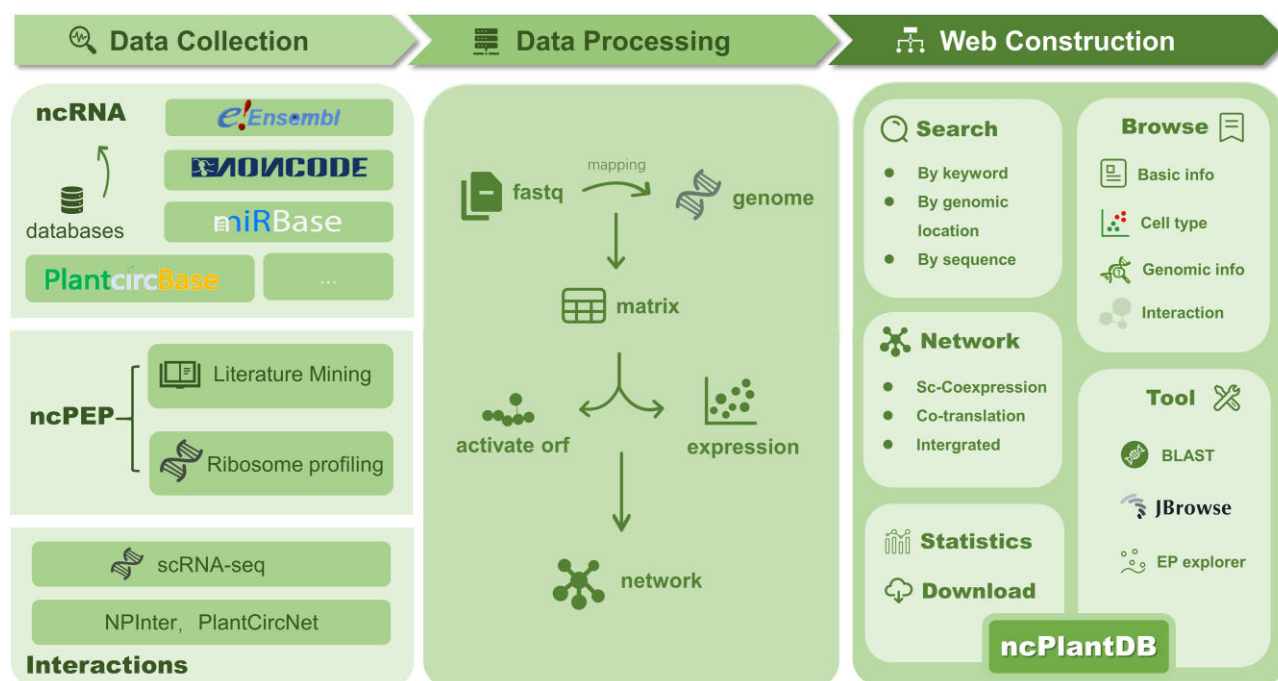 Data Collection
Data Processing
Web Construction
ncRNA
databases
e!Ensembl
NONCODE
miRBase
PlantcircBase
...
ncPEP
Literature Mining
Ribosome profiling
scRNA-seq
NPInter, PlantCircNet
Interactions
fastq
mapping
genome
matrix
activate orf
expression
network
Search
By keyword
By genomic
location
By sequence
Network
Sc-Coexpression
Co-translation
Intergrated
Statistics
Download
Browse
Basic info
Cell type
Genomic info
Interaction
Tool
BLAST
JBrowse
EP explorer
ncPlantDB